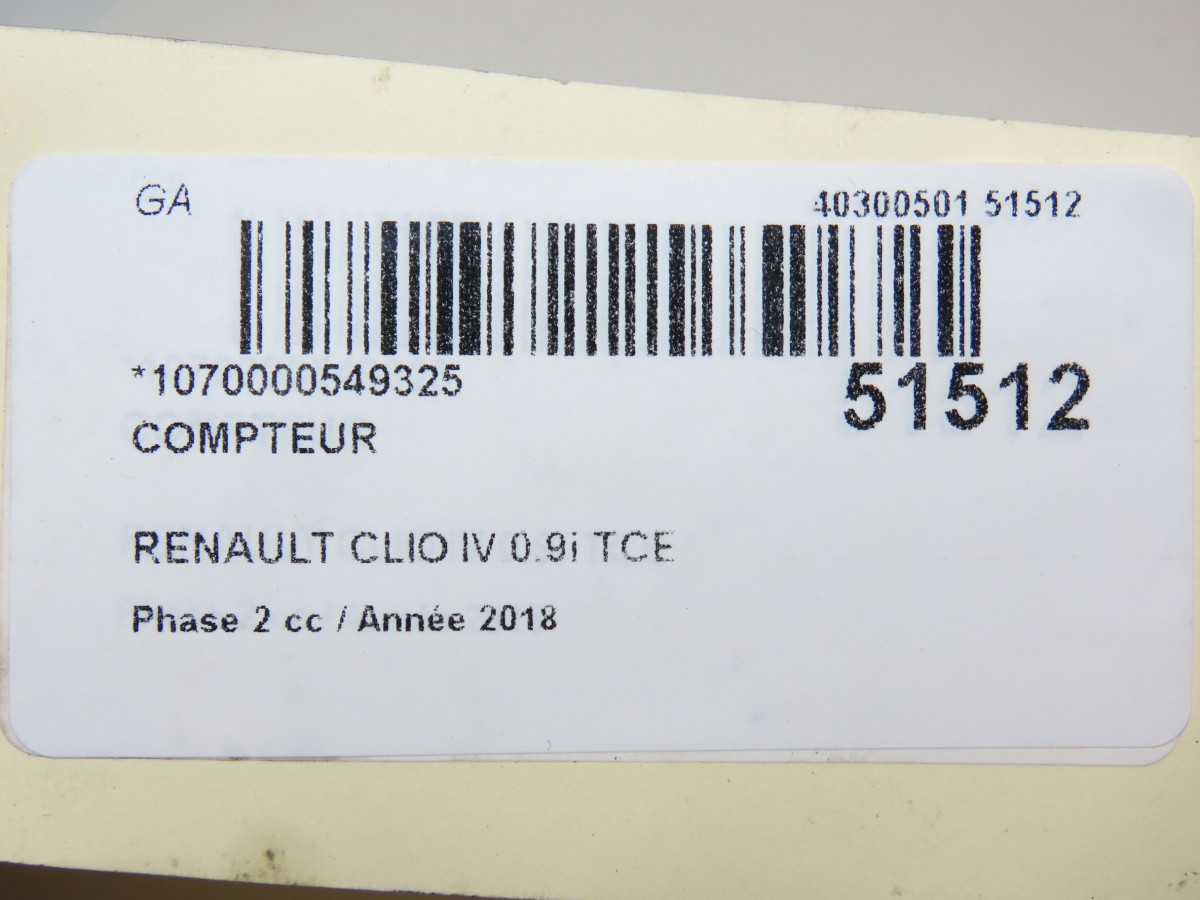 GA 40300501 51512
*1070000549325 51512
COMPTEUR
RENAULT CLIO IV 0.9i TCE
Phase 2 cc / Année 2018